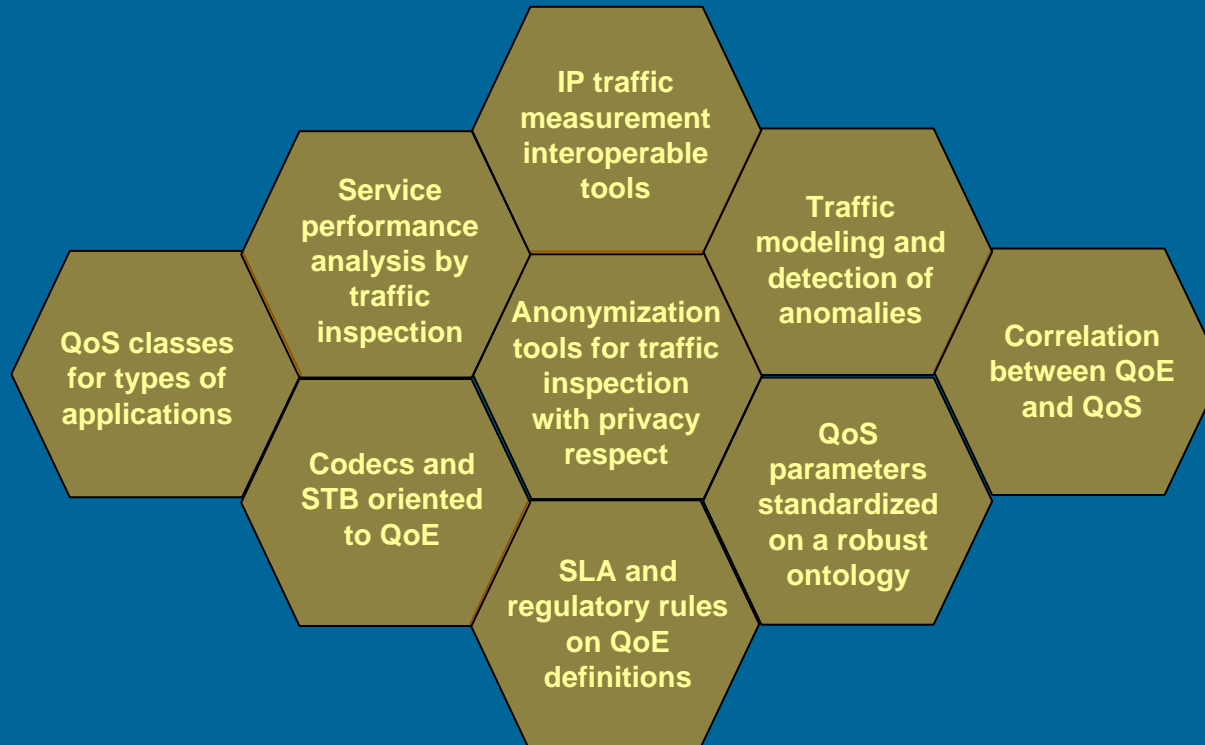 IP traffic
measurement
interoperable
tools
Service
performance
analysis by
traffic
inspection
Traffic
modeling and
detection of
anomalies
QoS classes
for types of
applications
Anonymization
tools for traffic
inspection
with privacy
respect
Correlation
between QoE
and QoS
Codecs and
STB oriented
to QoE
QoS
parameters
standardized
on a robust
ontology
SLA and
regulatory rules
on QoE
definitions